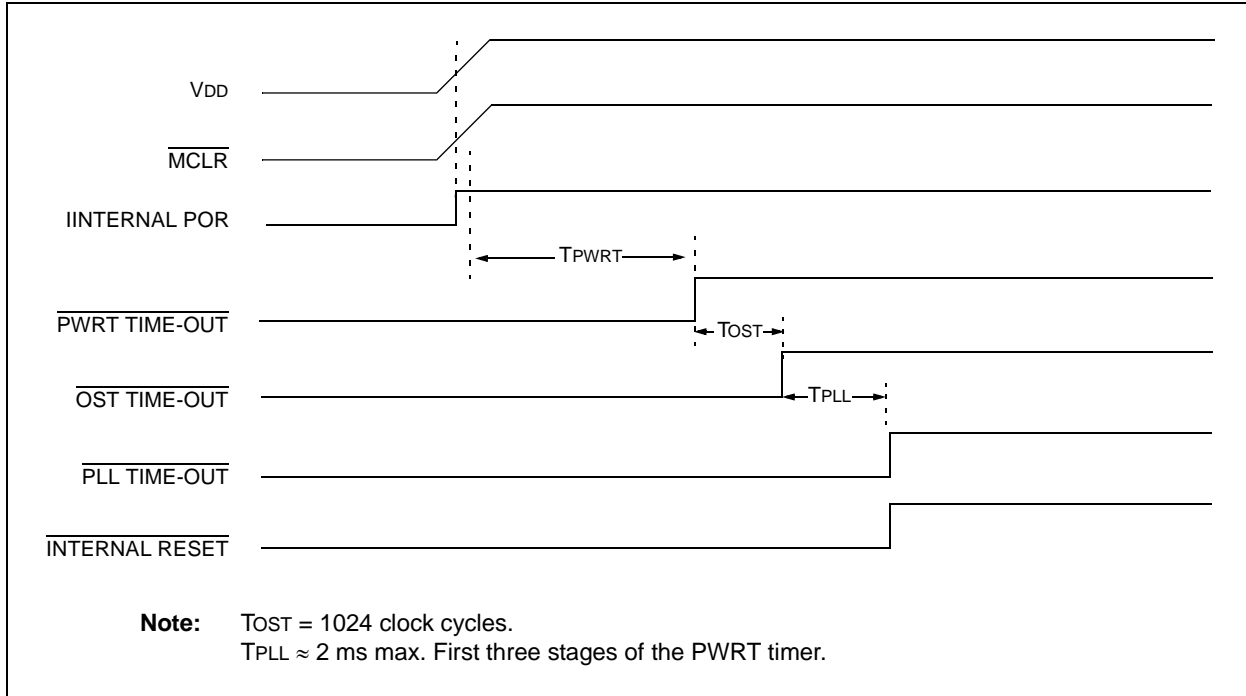 VDD
MCLR
IINTERNAL POR
TPWRT
PWRT TIME-OUT
TOST
OST TIME-OUT
TPLL
PLL TIME-OUT
INTERNAL RESET
Note: TOST = 1024 clock cycles.
TPLL ≈ 2 ms max. First three stages of the PWRT timer.